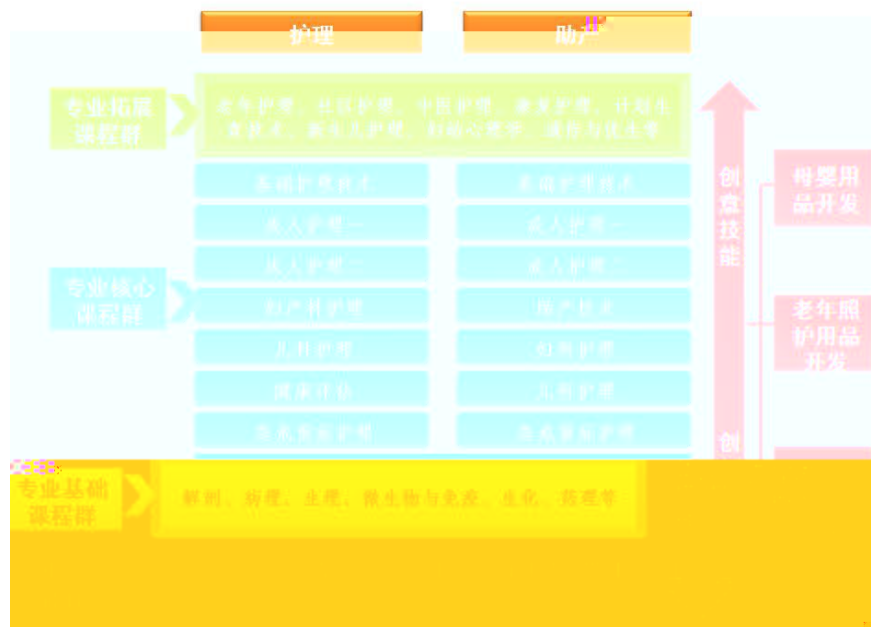 护理
助产
专业拓展
课程群
老年护理、社区护理、中医护理、康复护理、计划生
育技术、新生儿护理、妇幼心理学、遗传与优生等
基础护理技术
基础护理技术
成人护理一
成人护理一
成人护理二
成人护理二
专业核心
课程群
妇产科护理
助产技术
儿科护理
妇科护理
健康评估
儿科护理
急危重症护理
急危重症护理
专业基础
课程群
解剖、病理、生理、微生物与免疫、生化、药理等
创意技能
创
母婴用
品开发
老年照
护用品
开发